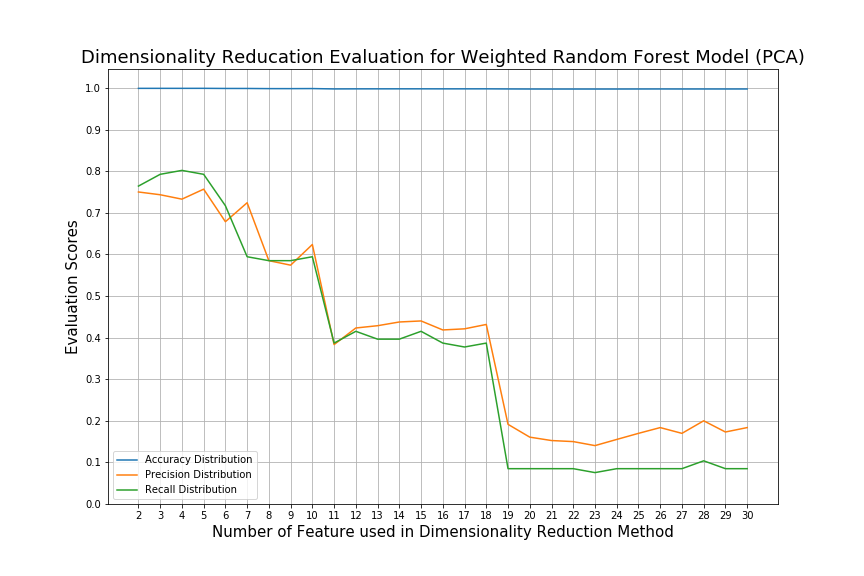 Dimensionality Reducation Evaluation for Weighted Random Forest Model (PCA)
Evaluation Scores
1.0
0.9
0.8
0.7
0.6
0.5
0.4
0.3
0.2
0.1
0.0
Accuracy Distribution
Precision Distribution
Recall Distribution
2 3 4 5 6 7 8 9 10 11 12 13 14 15 16 17 18 19 20 21 22 23 24 25 26 27 28 29 30
Number of Feature used in Dimensionality Reduction Method